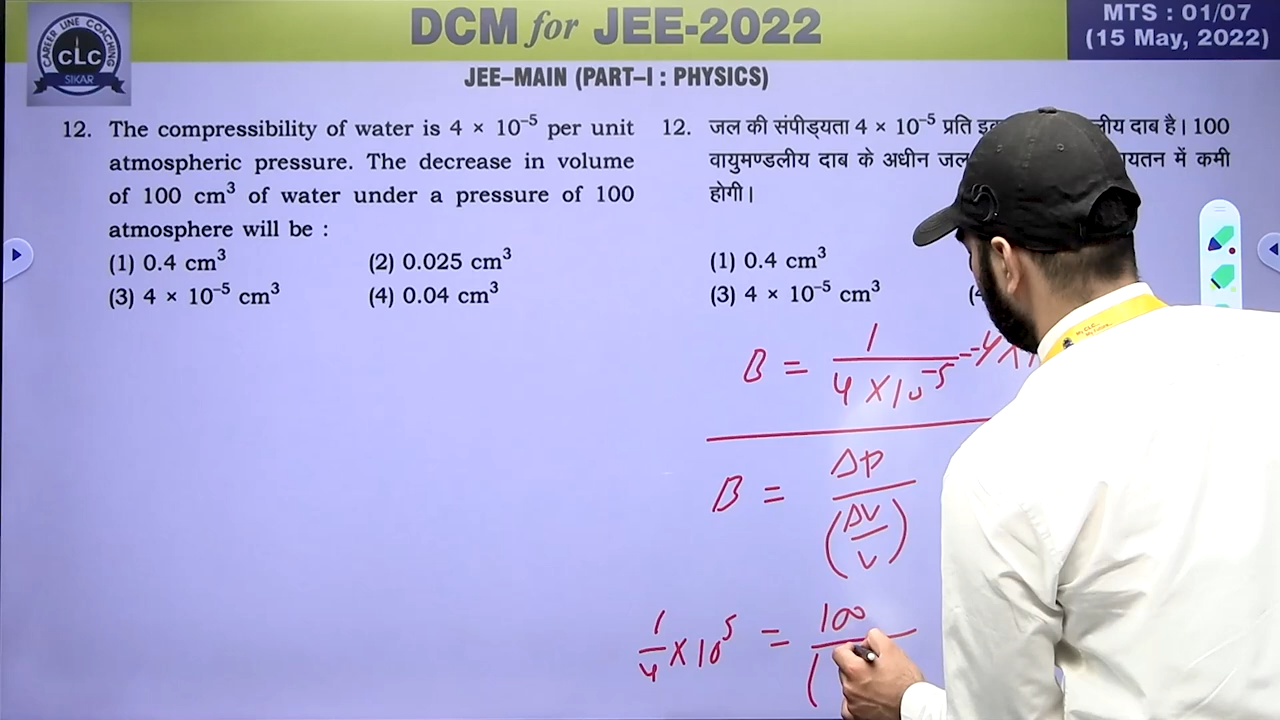 DCM for JEE-2022
MTS : 01/07
(15 May, 2022)
CAREER LINE COACHING
CLC
SIKAR
JEE–MAIN (PART–I : PHYSICS)
12. The compressibility of water is 4 × 10⁻⁵ per unit
atmospheric pressure. The decrease in volume
of 100 cm³ of water under a pressure of 100
atmosphere will be :
(1) 0.4 cm³ (2) 0.025 cm³
(3) 4 × 10⁻⁵ cm³ (4) 0.04 cm³
12. जल की संपीड्यता 4 × 10⁻⁵ प्रति लीय दाब है। 100
वायुमण्डलीय दाब के अधीन जल यतन में कमी
होगी।
(1) 0.4 cm³
(3) 4 × 10⁻⁵ cm³
B = 1 / 4 × 10⁻⁵
B = ΔP / (ΔV / V)
1/4 × 10⁵ = 100 / (